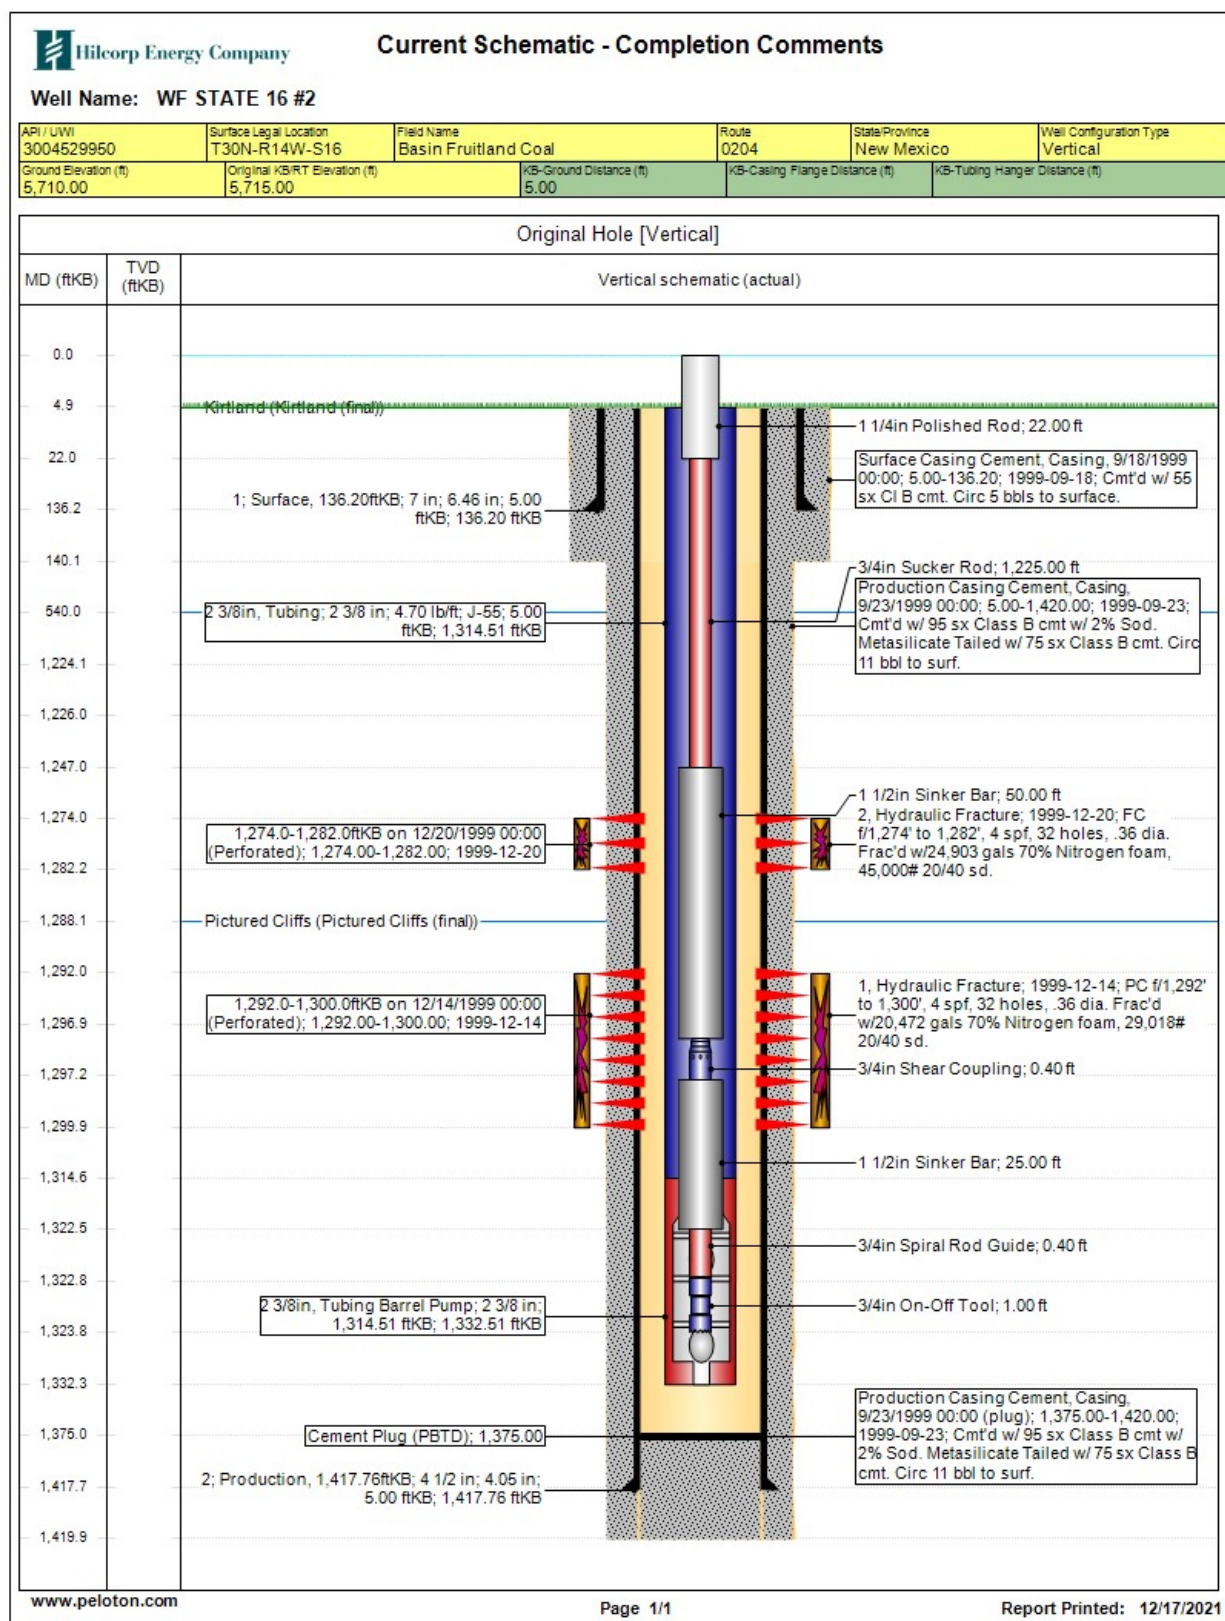 Hilcorp Energy Company
Current Schematic - Completion Comments
Well Name: WF STATE 16 #2
API / UWI
3004529950
Surface Legal Location
T30N-R14W-S16
Field Name
Basin Fruitland Coal
Route
0204
State/Province
New Mexico
Well Configuration Type
Vertical
Ground Elevation (ft)
5,710.00
Original KB/RT Elevation (ft)
5,715.00
KB-Ground Distance (ft)
5.00
KB-Casing Flange Distance (ft)
KB-Tubing Hanger Distance (ft)
Original Hole [Vertical]
MD (ftKB)
TVD
(ftKB)
Vertical schematic (actual)
0.0
4.9
22.0
136.2
140.1
540.0
1,224.1
1,226.0
1,247.0
1,274.0
1,282.2
1,288.1
1,292.0
1,296.9
1,297.2
1,299.9
1,314.6
1,322.5
1,322.8
1,323.8
1,332.3
1,375.0
1,417.7
1,419.9
Kirtland (Kirtland (final))
1; Surface, 136.20ftKB; 7 in; 6.46 in; 5.00
ftKB; 136.20 ftKB
2 3/8in, Tubing; 2 3/8 in; 4.70 lb/ft; J-55; 5.00
ftKB; 1,314.51 ftKB
1,274.0-1,282.0ftKB on 12/20/1999 00:00
(Perforated); 1,274.00-1,282.00; 1999-12-20
Pictured Cliffs (Pictured Cliffs (final))
1,292.0-1,300.0ftKB on 12/14/1999 00:00
(Perforated); 1,292.00-1,300.00; 1999-12-14
2 3/8in, Tubing Barrel Pump; 2 3/8 in;
1,314.51 ftKB; 1,332.51 ftKB
Cement Plug (PBTD); 1,375.00
2; Production, 1,417.76ftKB; 4 1/2 in; 4.05 in;
5.00 ftKB; 1,417.76 ftKB
1 1/4in Polished Rod; 22.00 ft
Surface Casing Cement, Casing, 9/18/1999
00:00; 5.00-136.20; 1999-09-18; Cmt'd w/ 55
sx Cl B cmt. Circ 5 bbls to surface.
3/4in Sucker Rod; 1,225.00 ft
Production Casing Cement, Casing,
9/23/1999 00:00; 5.00-1,420.00; 1999-09-23;
Cmt'd w/ 95 sx Class B cmt w/ 2% Sod.
Metasilicate Tailed w/ 75 sx Class B cmt. Circ
11 bbl to surf.
1 1/2in Sinker Bar; 50.00 ft
2, Hydraulic Fracture; 1999-12-20; FC
f/1,274' to 1,282', 4 spf, 32 holes, .36 dia.
Frac'd w/24,903 gals 70% Nitrogen foam,
45,000# 20/40 sd.
1, Hydraulic Fracture; 1999-12-14; PC f/1,292'
to 1,300', 4 spf, 32 holes, .36 dia. Frac'd
w/20,472 gals 70% Nitrogen foam, 29,018#
20/40 sd.
3/4in Shear Coupling; 0.40 ft
1 1/2in Sinker Bar; 25.00 ft
3/4in Spiral Rod Guide; 0.40 ft
3/4in On-Off Tool; 1.00 ft
Production Casing Cement, Casing,
9/23/1999 00:00 (plug); 1,375.00-1,420.00;
1999-09-23; Cmt'd w/ 95 sx Class B cmt w/
2% Sod. Metasilicate Tailed w/ 75 sx Class B
cmt. Circ 11 bbl to surf.
www.peloton.com
Page 1/1
Report Printed: 12/17/2021